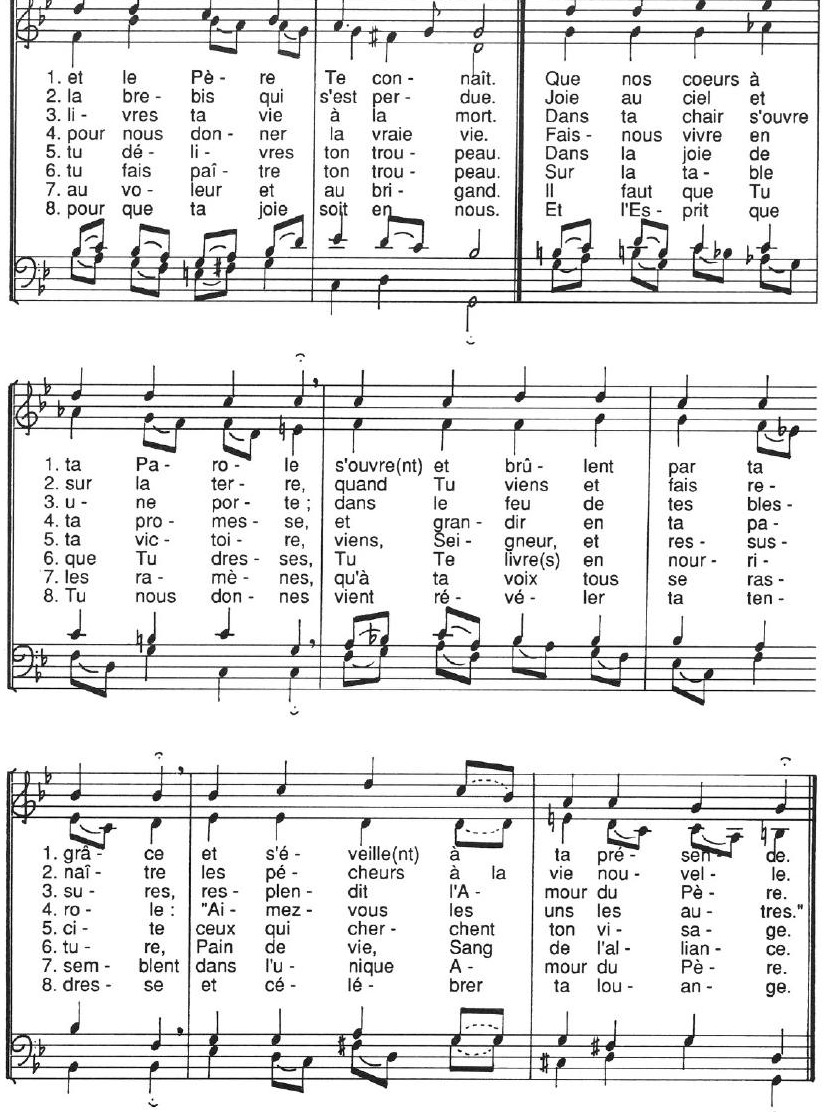 1. et le Pè - re Te con - naît. Que nos coeurs à
2. la bre - bis qui s'est per - due. Joie au ciel et
3. li - vres ta vie à la mort. Dans ta chair s'ouvre
4. pour nous don - ner la vraie vie. Fais - nous vivre en
5. tu dé - li - vres ton trou - peau. Dans la joie de
6. tu fais paî - tre ton trou - peau. Sur la ta - ble
7. au vo - leur et au bri - gand. Il faut que Tu
8. pour que ta joie soit en nous. Et l'Es - prit que
1. ta Pa - ro - le s'ouvre(nt) et brû - lent par ta
2. sur la ter - re, quand Tu viens et fais re -
3. u - ne por - te ; dans le feu de tes bles -
4. ta pro - mes - se, et gran - dir en ta pa -
5. ta vic - toi - re, viens, Sei - gneur, et res - sus -
6. que Tu dres - ses, Tu Te livre(s) en nour - ri -
7. les ra - mè - nes, qu'à ta voix tous se ras -
8. Tu nous don - nes vient ré - vé - ler ta ten -
1. grâ - ce et s'é - veille(nt) à ta pré - sen - ce.
2. naî - tre les pé - cheurs à la vie nou - vel - le.
3. su - res, res - plen - dit l'A - mour du Pè - re.
4. ro - le : "Ai - mez - vous les uns les au - tres."
5. ci - te ceux qui cher - chent ton vi - sa - ge.
6. tu - re, Pain de vie, Sang de l'al - lian - ce.
7. sem - blent dans l'u - nique A - mour du Pè - re.
8. dres - se et cé - lé - brer ta lou - an - ge.